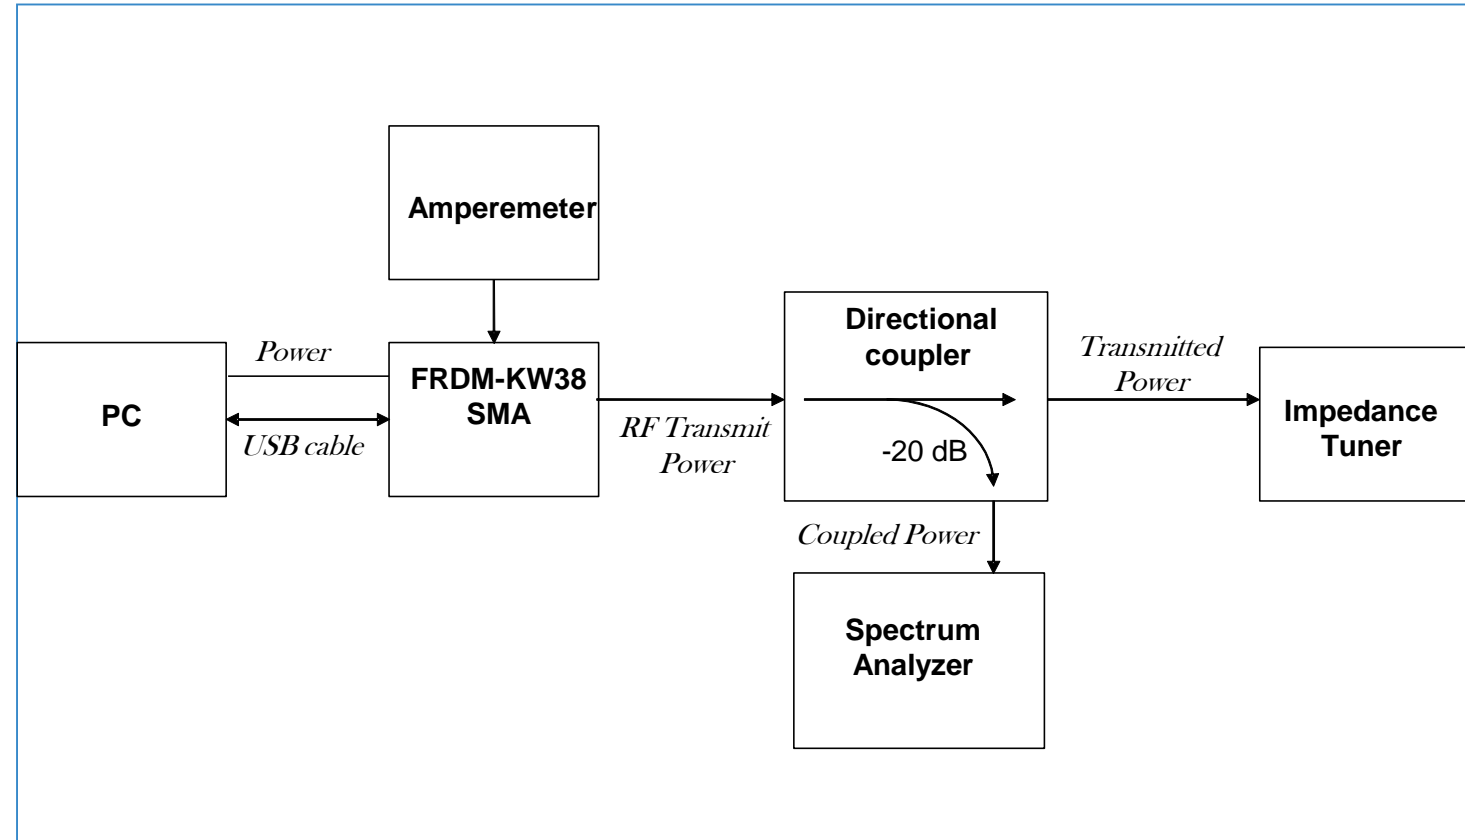 Amperemeter
Power
PC
USB cable
FRDM-KW38
SMA
RF Transmit
Power
Directional
coupler
-20 dB
Transmitted
Power
Impedance
Tuner
Coupled Power
Spectrum
Analyzer